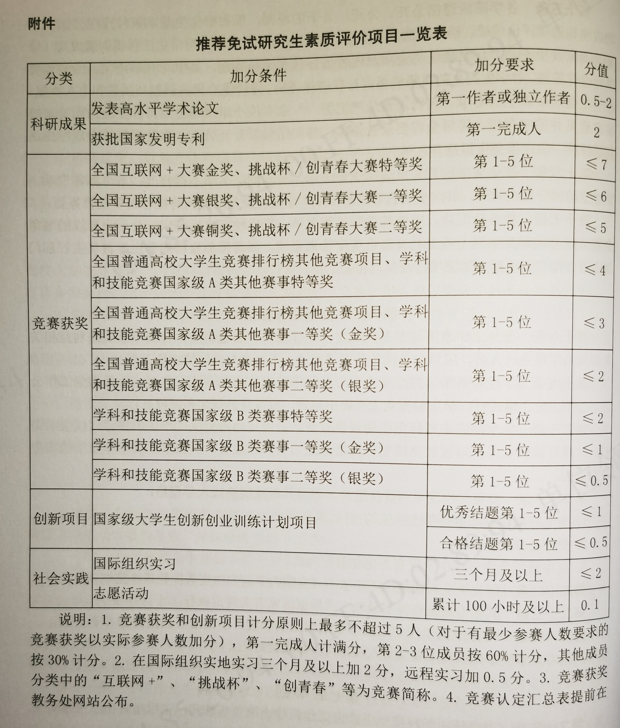 附件
推荐免试研究生素质评价项目一览表
分类 加分条件 加分要求 分值
科研成果 发表高水平学术论文 第一作者或独立作者 0.5-2
获批国家发明专利 第一完成人 2
竞赛获奖 全国互联网+大赛金奖、挑战杯/创青春大赛特等奖 第1-5位 ≤7
全国互联网+大赛银奖、挑战杯/创青春大赛一等奖 第1-5位 ≤6
全国互联网+大赛铜奖、挑战杯/创青春大赛二等奖 第1-5位 ≤5
全国普通高校大学生竞赛排行榜其他竞赛项目、学科
和技能竞赛国家级A类其他赛事特等奖 第1-5位 ≤4
全国普通高校大学生竞赛排行榜其他竞赛项目、学科
和技能竞赛国家级A类其他赛事一等奖（金奖） 第1-5位 ≤3
全国普通高校大学生竞赛排行榜其他竞赛项目、学科
和技能竞赛国家级A类其他赛事二等奖（银奖） 第1-5位 ≤2
学科和技能竞赛国家级B类赛事特等奖 第1-5位 ≤2
学科和技能竞赛国家级B类赛事一等奖（金奖） 第1-5位 ≤1
学科和技能竞赛国家级B类赛事二等奖（银奖） 第1-5位 ≤0.5
创新项目 国家级大学生创新创业训练计划项目 优秀结题第1-5位 ≤1
合格结题第1-5位 ≤0.5
社会实践 国际组织实习 三个月及以上 ≤2
志愿活动 累计100小时及以上 0.1
说明：1. 竞赛获奖和创新项目计分原则上最多不超过5人（对于有最少参赛人数要求的
竞赛获奖以实际参赛人数加分），第一完成人计满分，第2-3位成员按60%计分，其他成员
按30%计分。2. 在国际组织实地实习三个月及以上加2分，远程实习加0.5分。3. 竞赛获奖
分类中的“互联网+”、“挑战杯”、“创青春”等为竞赛简称。4. 竞赛认定汇总表提前在
教务处网站公布。